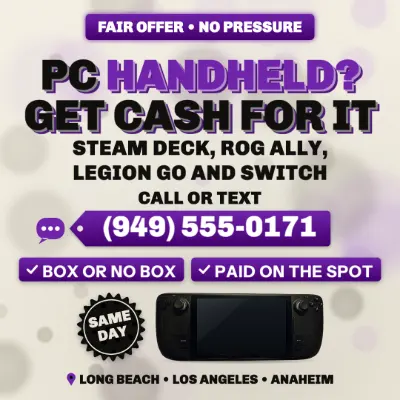 FAIR OFFER • NO PRESSURE
PC HANDHELD?
GET CASH FOR IT
STEAM DECK, ROG ALLY,
LEGION GO AND SWITCH
CALL OR TEXT
(949) 555-0171
✓ BOX OR NO BOX ✓ PAID ON THE SPOT
SAME
DAY
LONG BEACH • LOS ANGELES • ANAHEIM